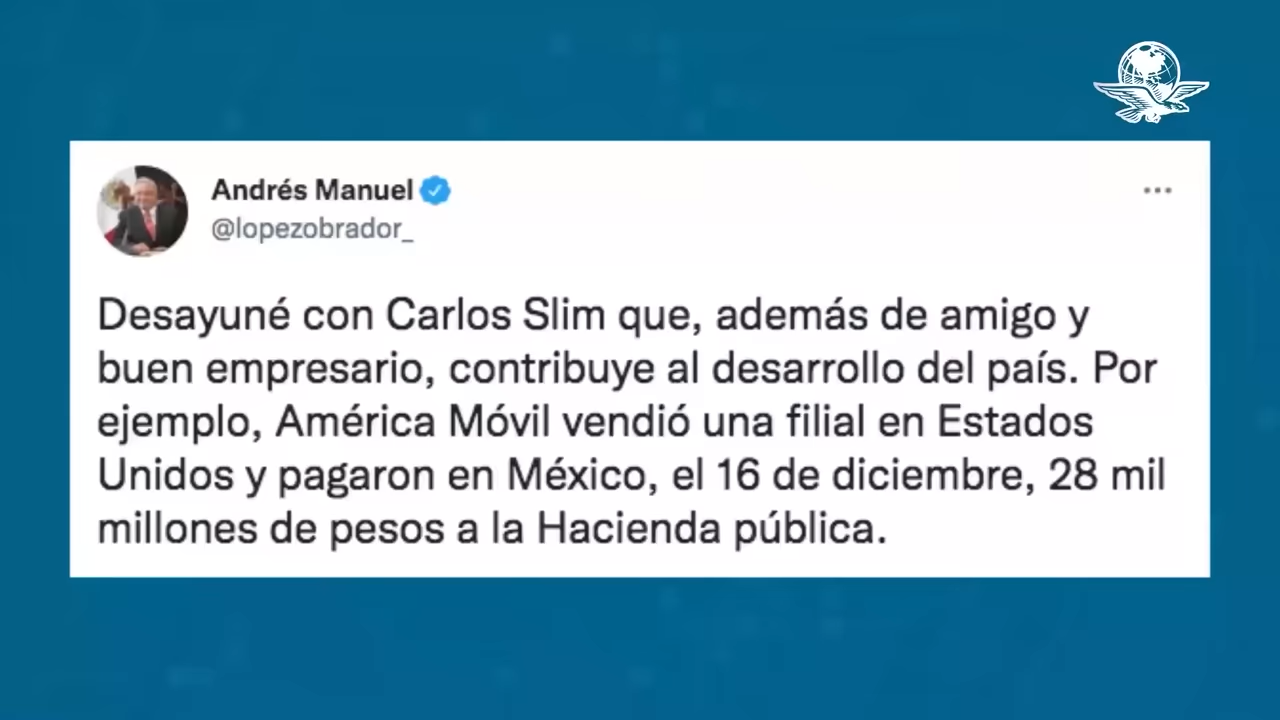 Andrés Manuel
@lopezobrador_
Desayuné con Carlos Slim que, además de amigo y
buen empresario, contribuye al desarrollo del país. Por
ejemplo, América Móvil vendió una filial en Estados
Unidos y pagaron en México, el 16 de diciembre, 28 mil
millones de pesos a la Hacienda pública.